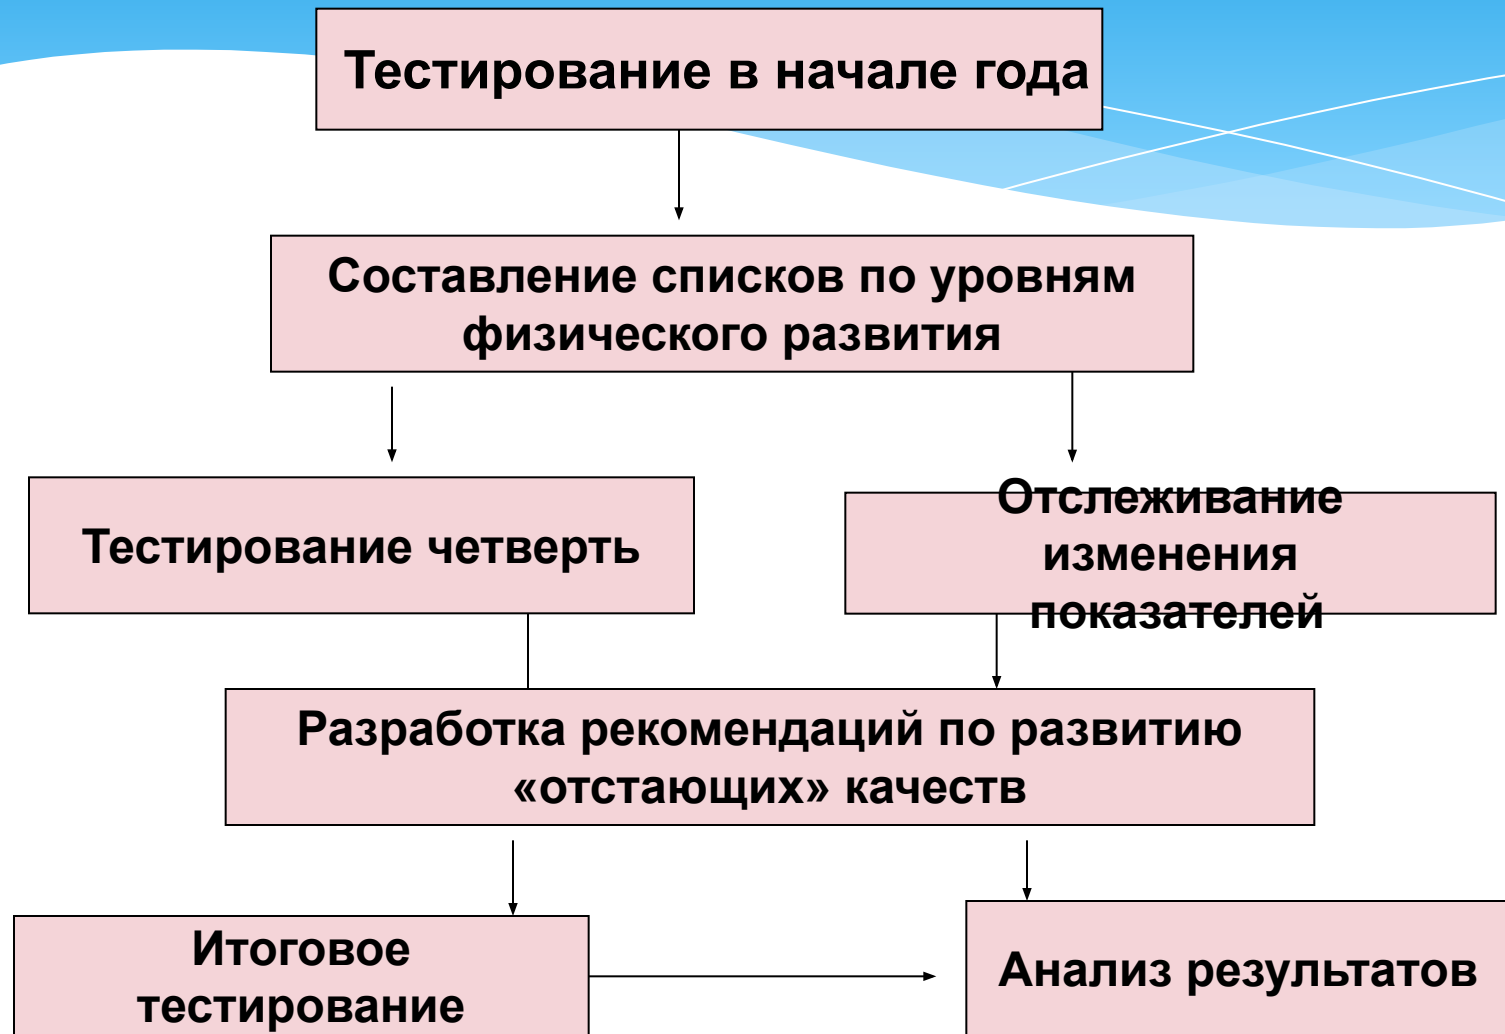 Тестирование в начале года
Составление списков по уровням
физического развития
Тестирование четверть
Отслеживание
изменения
показателей
Разработка рекомендаций по развитию
«отстающих» качеств
Итоговое
тестирование
Анализ результатов